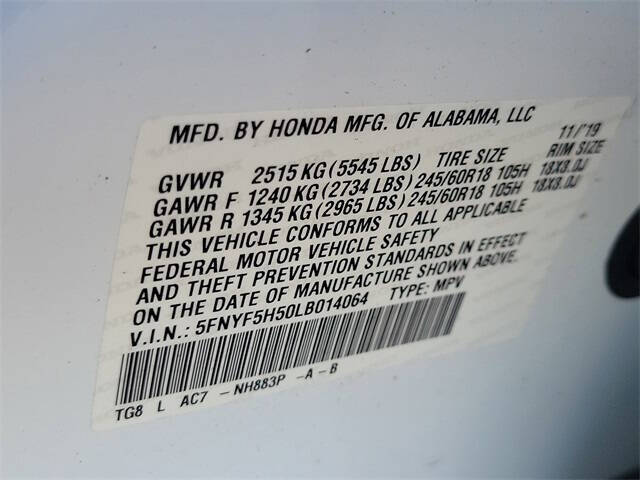 MFD. BY HONDA MFG. OF ALABAMA, LLC 11/'19
GVWR 2515 KG (5545 LBS) TIRE SIZE RIM SIZE
GAWR F 1240 KG (2734 LBS) 245/60R18 105H 18X8.0J
GAWR R 1345 KG (2965 LBS) 245/60R18 105H 18X8.0J
THIS VEHICLE CONFORMS TO ALL APPLICABLE
FEDERAL MOTOR VEHICLE SAFETY
AND THEFT PREVENTION STANDARDS IN EFFECT
ON THE DATE OF MANUFACTURE SHOWN ABOVE.
V.I.N.: 5FNYF5H50LB014064 TYPE: MPV
TG8 L AC7 - NH883P -A-B